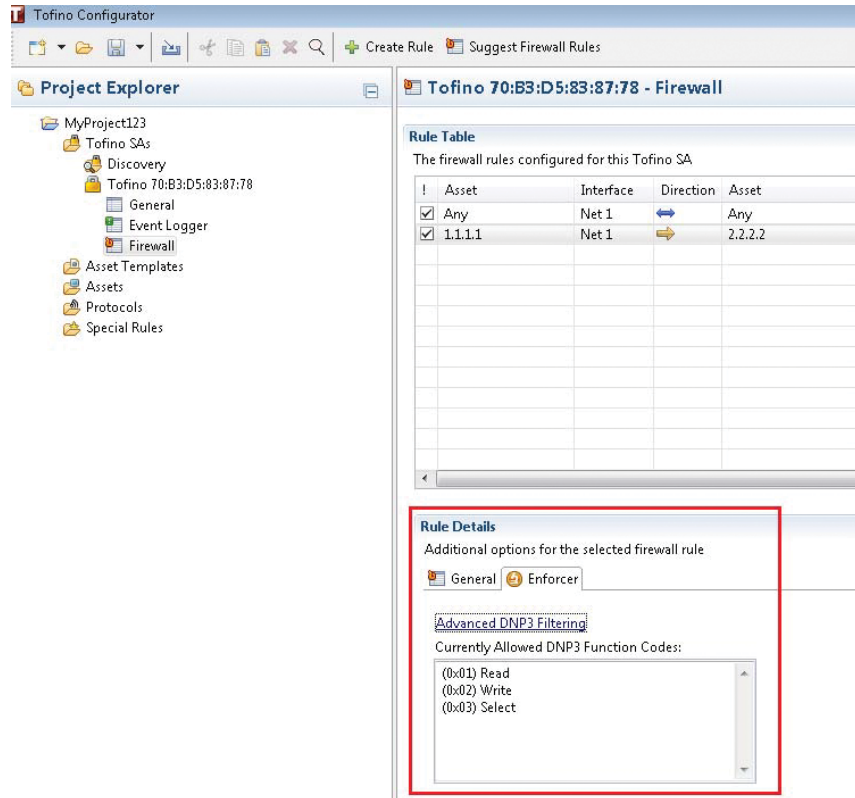 Tofino Configurator
Create Rule Suggest Firewall Rules
Project Explorer
MyProject123
Tofino SAs
Discovery
Tofino 70:B3:D5:83:87:78
General
Event Logger
Firewall
Asset Templates
Assets
Protocols
Special Rules
Tofino 70:B3:D5:83:87:78 - Firewall
Rule Table
The firewall rules configured for this Tofino SA
! Asset Interface Direction Asset
Any Net 1 Any
1.1.1.1 Net 1 2.2.2.2
Rule Details
Additional options for the selected firewall rule
General Enforcer
Advanced DNP3 Filtering
Currently Allowed DNP3 Function Codes:
(0x01) Read
(0x02) Write
(0x03) Select